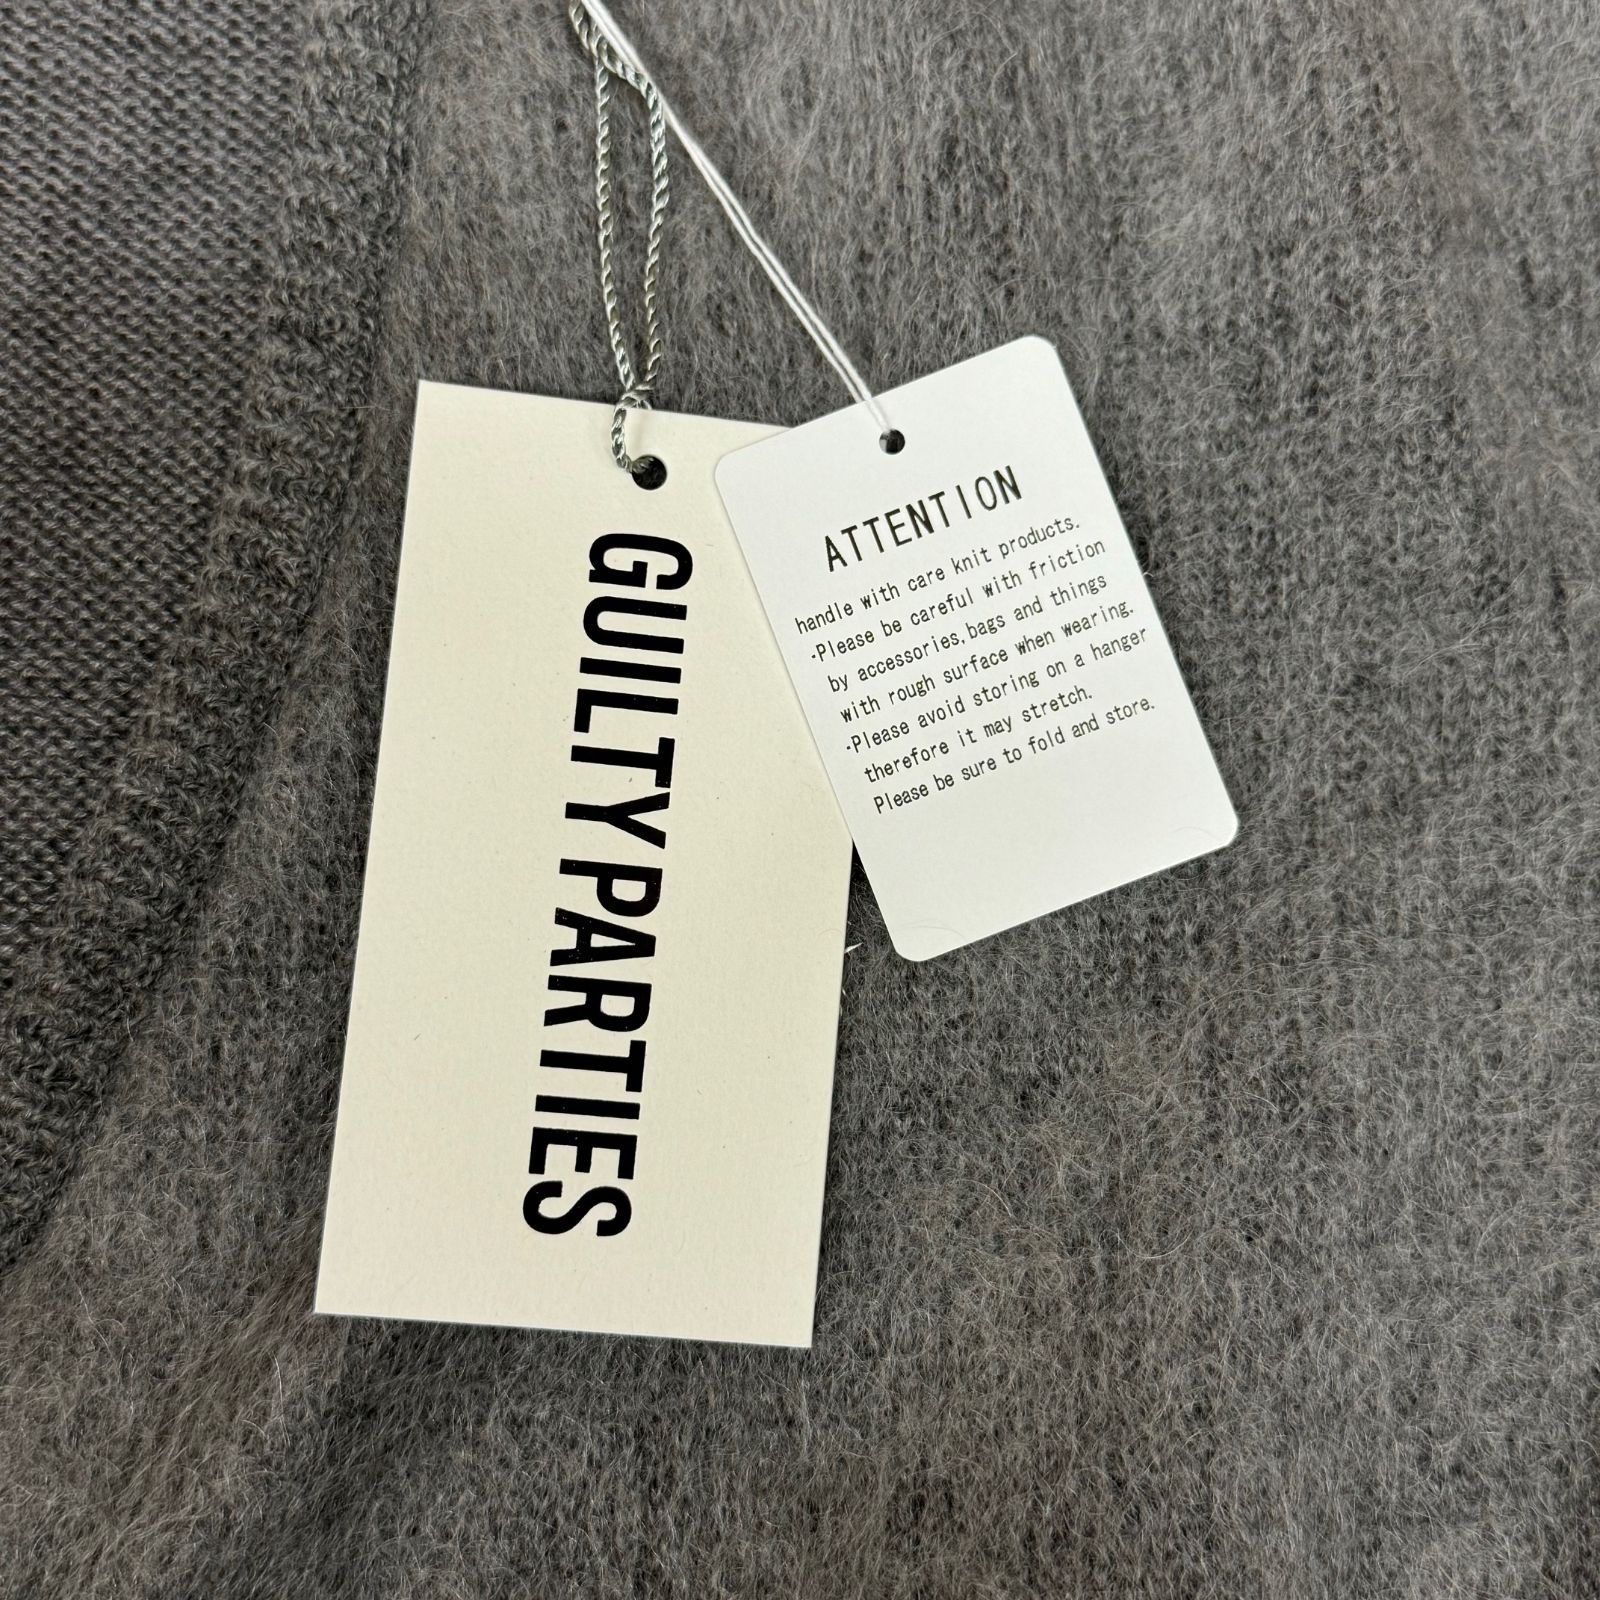 GUILTY PARTIES
ATTENTION
handle with care knit products.
·Please be careful with friction
by accessories,bags and things
with rough surface when wearing.
·Please avoid storing on a hanger
therefore it may stretch.
Please be sure to fold and store.